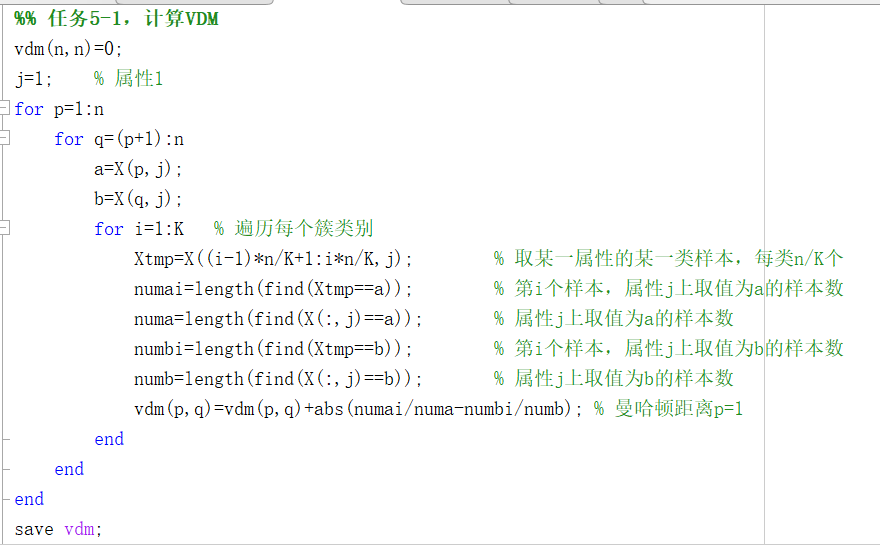 %% 任务5-1，计算VDM
vdm(n,n)=0;
j=1;    % 属性1
for p=1:n
    for q=(p+1):n
        a=X(p,j);
        b=X(q,j);
        for i=1:K   % 遍历每个簇类别
            Xtmp=X((i-1)*n/K+1:i*n/K,j);        % 取某一属性的某一类样本，每类n/K个
            numai=length(find(Xtmp==a));        % 第i个样本，属性j上取值为a的样本数
            numa=length(find(X(:,j)==a));       % 属性j上取值为a的样本数
            numbi=length(find(Xtmp==b));        % 第i个样本，属性j上取值为b的样本数
            numb=length(find(X(:,j)==b));       % 属性j上取值为b的样本数
            vdm(p,q)=vdm(p,q)+abs(numai/numa-numbi/numb); % 曼哈顿距离p=1
        end
    end
end
save vdm;